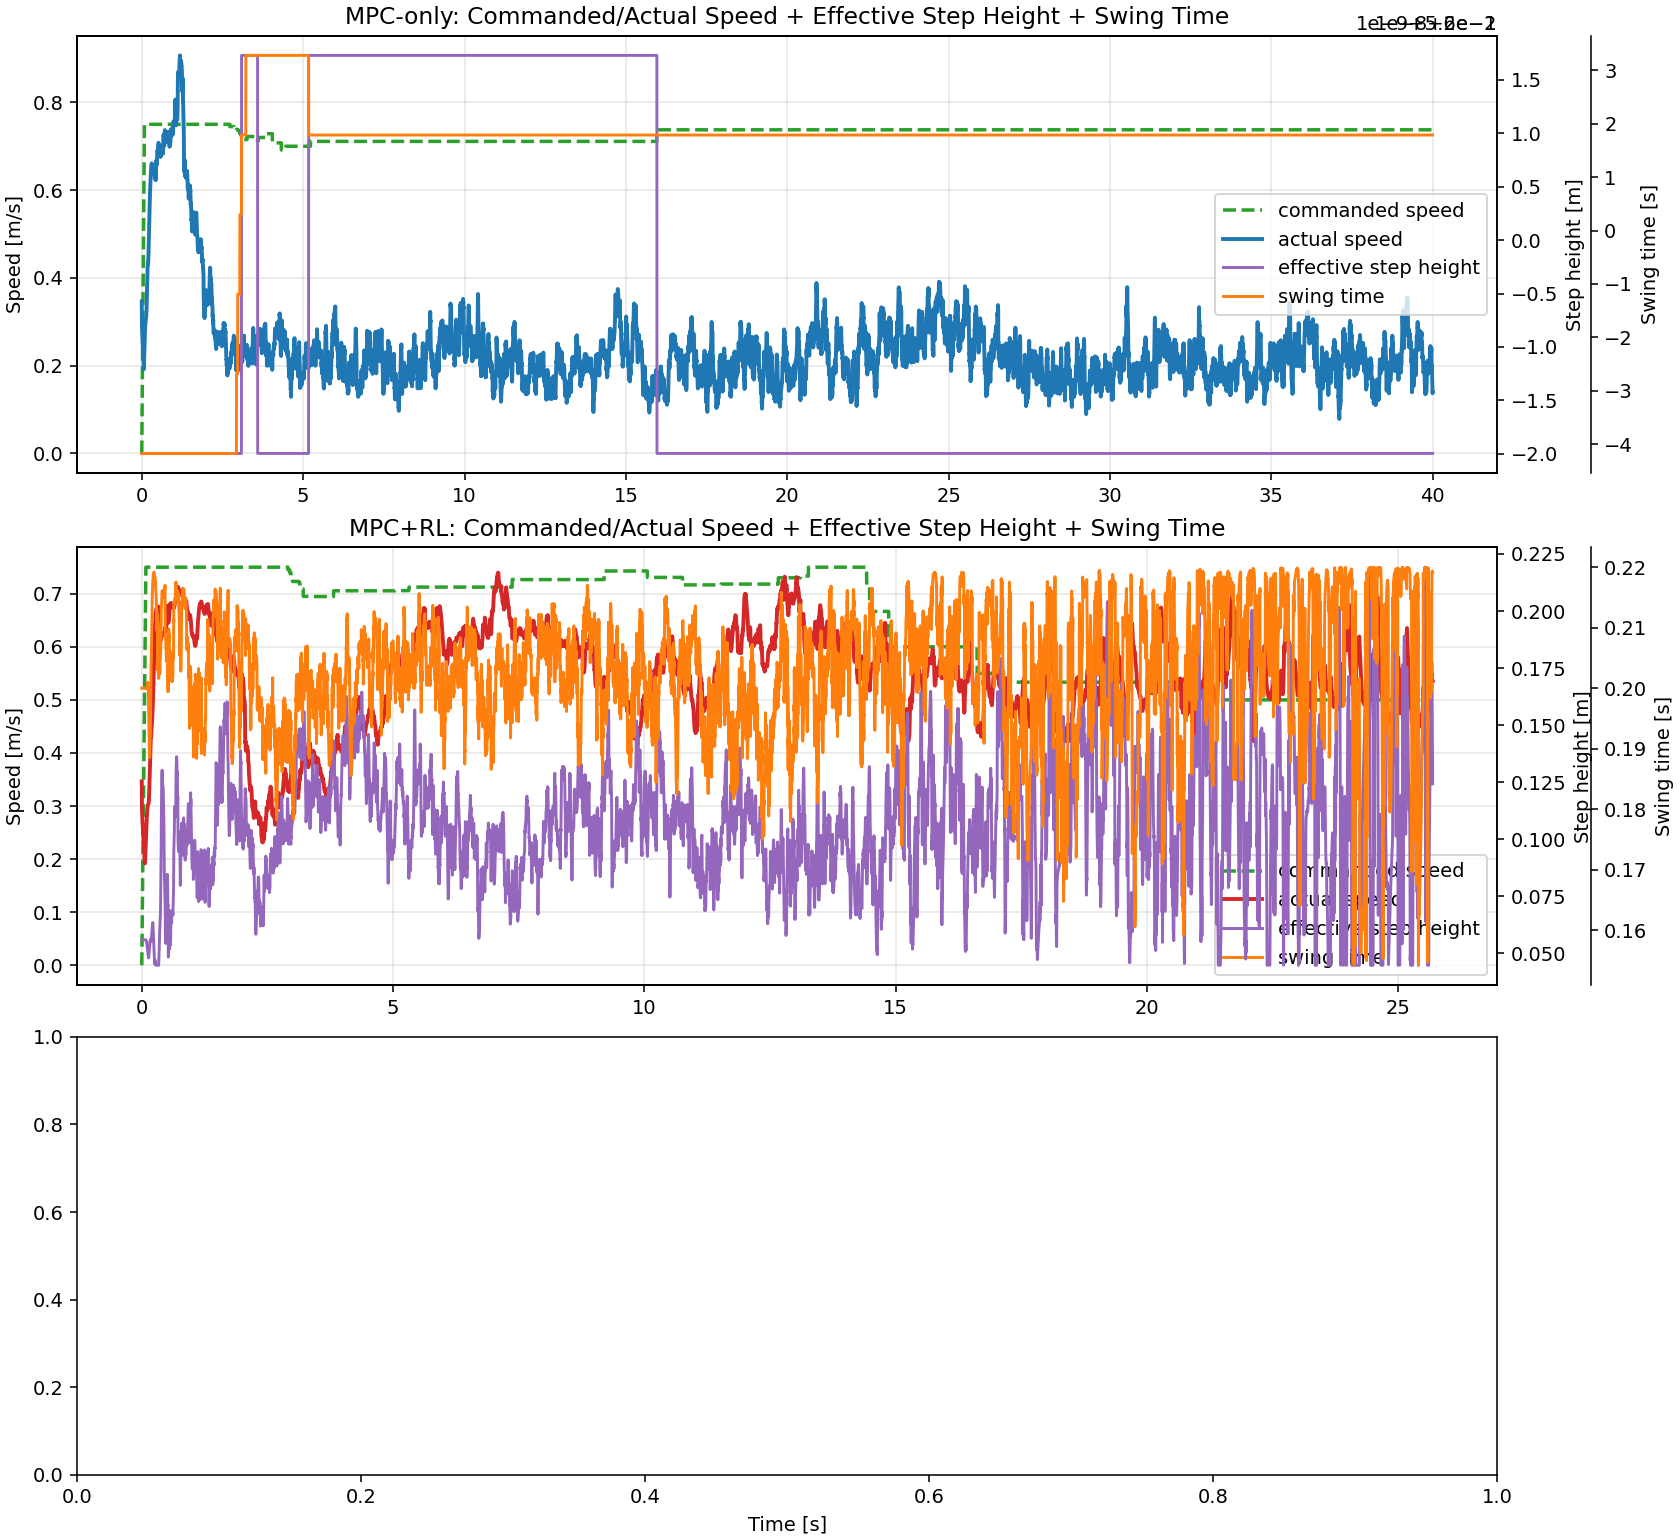 MPC-only: Commanded/Actual Speed + Effective Step Height + Swing Time
0.8
0.6
0.4
0.2
0.0
Speed [m/s]
0 5 10 15 20 25 30 35 40
1.5
1.0
0.5
0.0
−0.5
−1.0
−1.5
−2.0
Step height [m]
3
2
1
0
−1
−2
−3
−4
Swing time [s]
commanded speed
actual speed
effective step height
swing time
MPC+RL: Commanded/Actual Speed + Effective Step Height + Swing Time
0.7
0.6
0.5
0.4
0.3
0.2
0.1
0.0
Speed [m/s]
0 5 10 15 20 25
0.225
0.200
0.175
0.150
0.125
0.100
0.075
0.050
Step height [m]
0.22
0.21
0.20
0.19
0.18
0.17
0.16
Swing time [s]
commanded speed
actual speed
effective step height
swing time
1.0
0.8
0.6
0.4
0.2
0.0
0.0 0.2 0.4 0.6 0.8 1.0
Time [s]